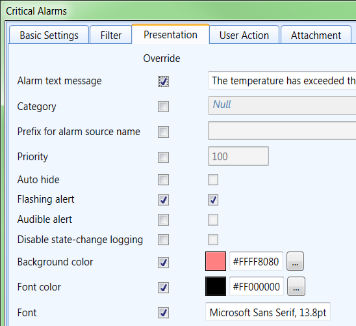 Critical Alarms
Basic Settings Filter Presentation User Action Attachment
Override
Alarm text message The temperature has exceeded th
Category Null
Prefix for alarm source name
Priority 100
Auto hide
Flashing alert
Audible alert
Disable state-change logging
Background color #FFFF8080 ...
Font color #FF000000 ...
Font Microsoft Sans Serif, 13.8pt